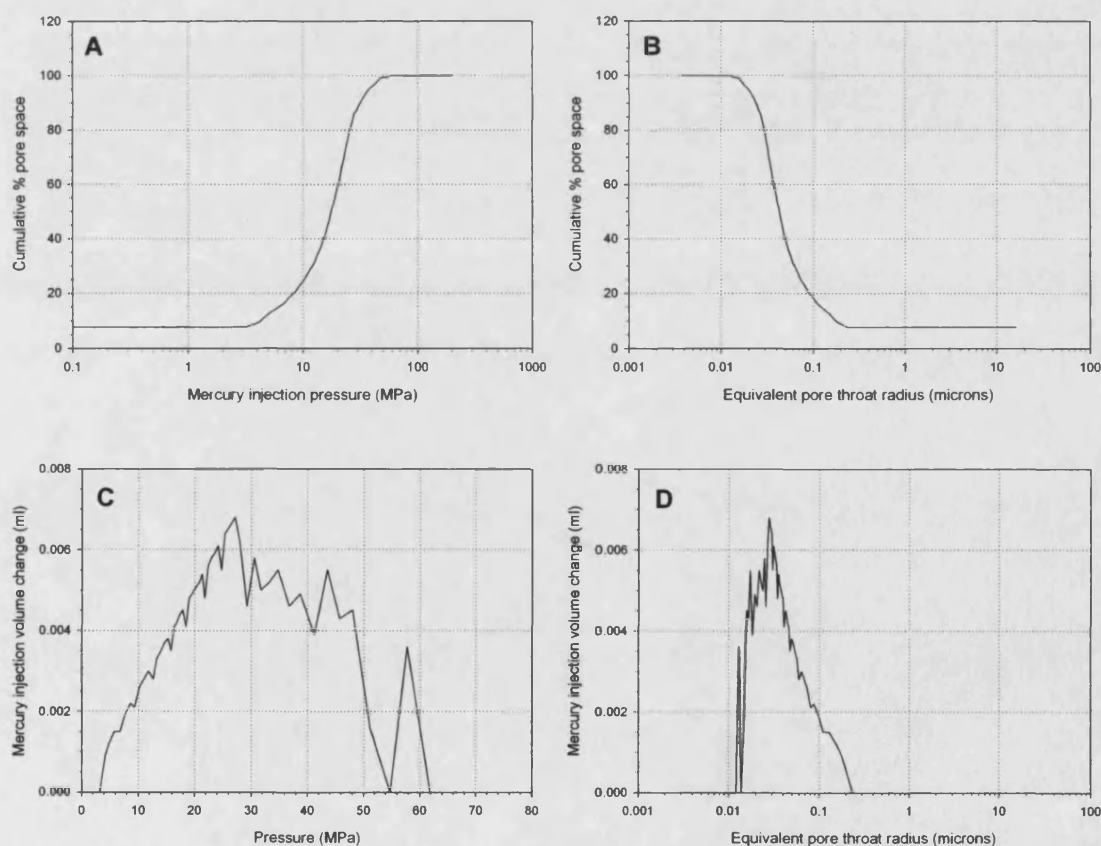 A
Cumulative % pore space
120
100
80
60
40
20
0
0.1 1 10 100 1000
Mercury injection pressure (MPa)
B
Cumulative % pore space
120
100
80
60
40
20
0
0.001 0.01 0.1 1 10 100
Equivalent pore throat radius (microns)
C
Mercury injection volume change (ml)
0.008
0.006
0.004
0.002
0.000
0 10 20 30 40 50 60 70 80
Pressure (MPa)
D
Mercury injection volume change (ml)
0.008
0.006
0.004
0.002
0.000
0.001 0.01 0.1 1 10 100
Equivalent pore throat radius (microns)